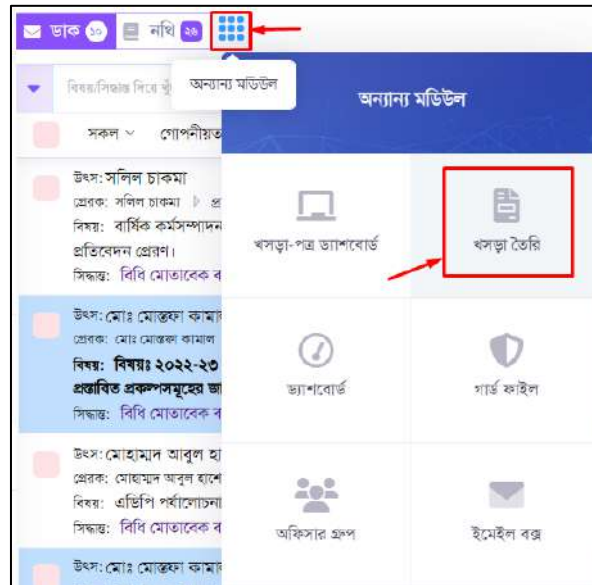 ডাক ১০ নথি ২৬
বিষয়/সিদ্ধান্ত দিয়ে
অন্যান্য মডিউল
অন্যান্য মডিউল
সকল গোপনীয়ত
উৎস: সলিল চাকমা
প্রেরক: সলিল চাকমা
বিষয়: বার্ষিক কর্মসম্পাদন
প্রতিবেদন প্রেরণ।
সিদ্ধান্ত: বিধি মোতাবেক ব
খসড়া-পত্র ড্যাশবোর্ড
খসড়া তৈরি
উৎস: মোঃ মোস্তফা কামাল
প্রেরক: মোঃ মোস্তফা কামাল
বিষয়: বিষয়ঃ ২০২২-২৩
প্রস্তাবিত প্রকল্পসমূহের
সিদ্ধান্ত: বিধি মোতাবেক ব
ড্যাশবোর্ড
গার্ড ফাইল
উৎস: মোহাম্মদ আবুল হা
প্রেরক: মোহাম্মদ আবুল হাশে
বিষয়: এডিপি পর্যালোচনা
সিদ্ধান্ত: বিধি মোতাবেক ব
অফিসার গ্রুপ
ইমেইল বক্স
উৎস: মোঃ মোস্তফা কামাল